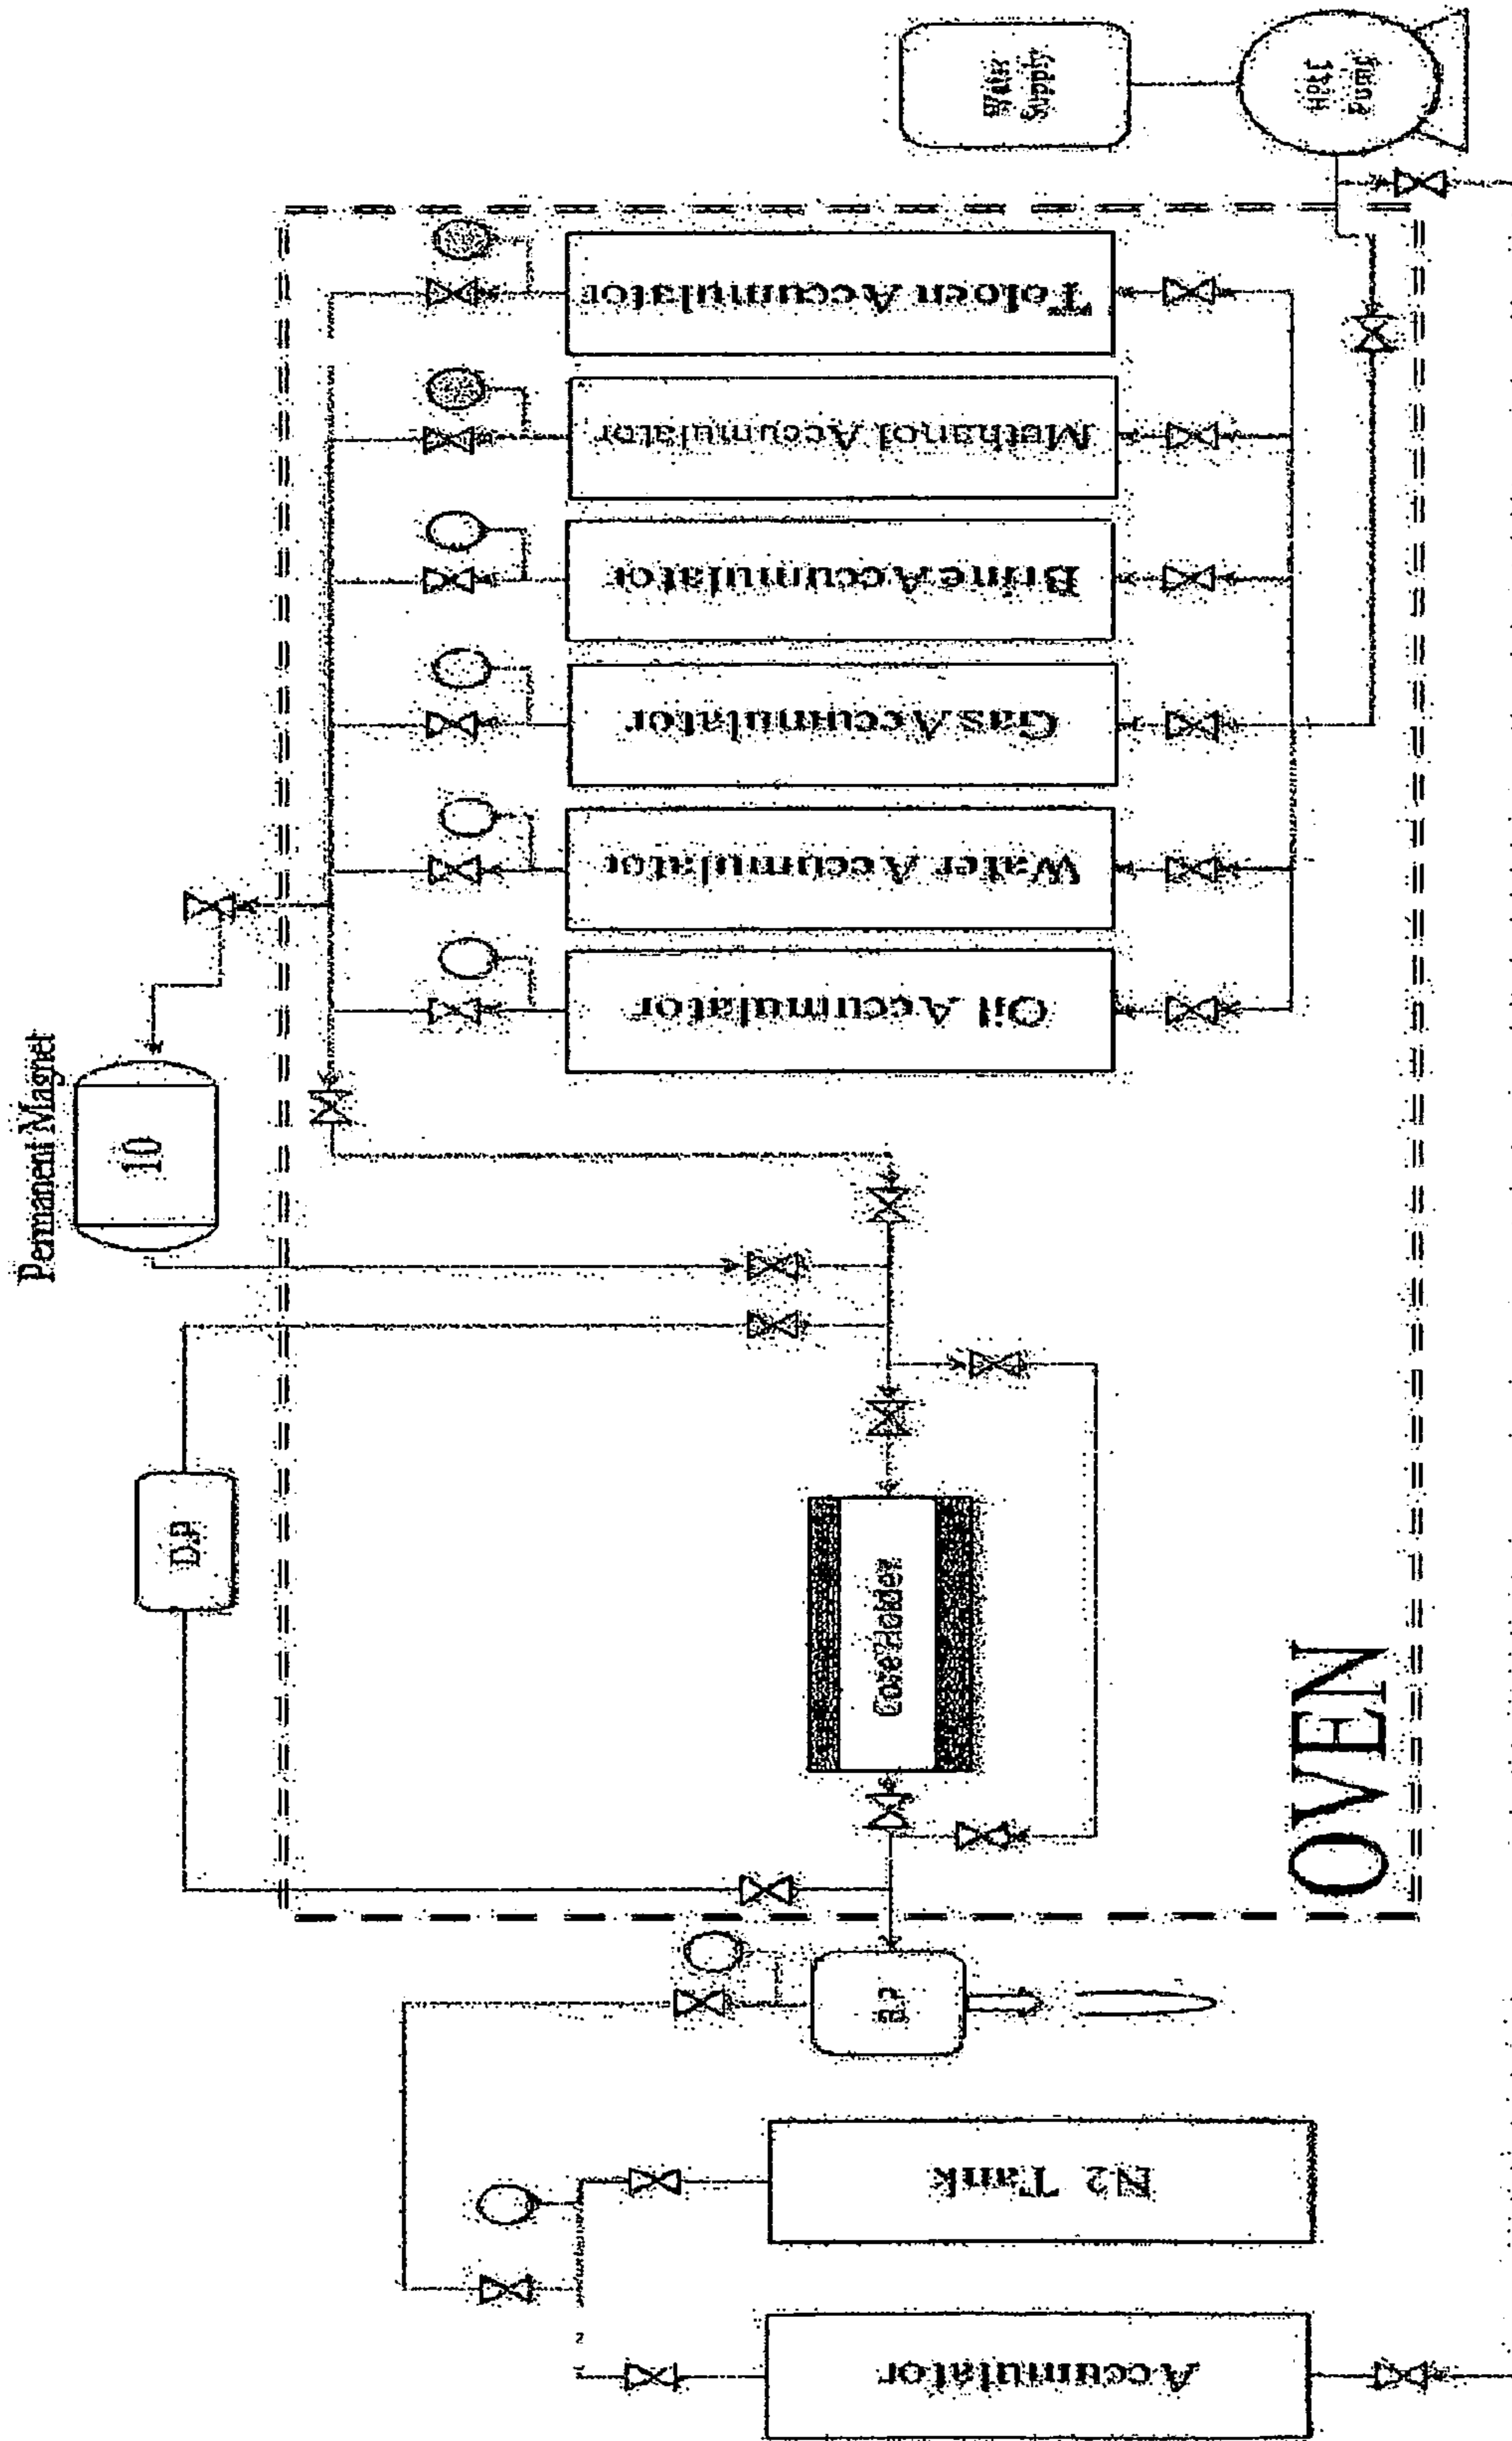 Water
Supply
Pump
Toloen Accumulator
Methanol Accumulator
Brine Accumulator
Gas Accumulator
Water Accumulator
Oil Accumulator
Permanent Magnet
10
D.P
Core Holder
OVEN
B.P
N2 Tank
Accumulator